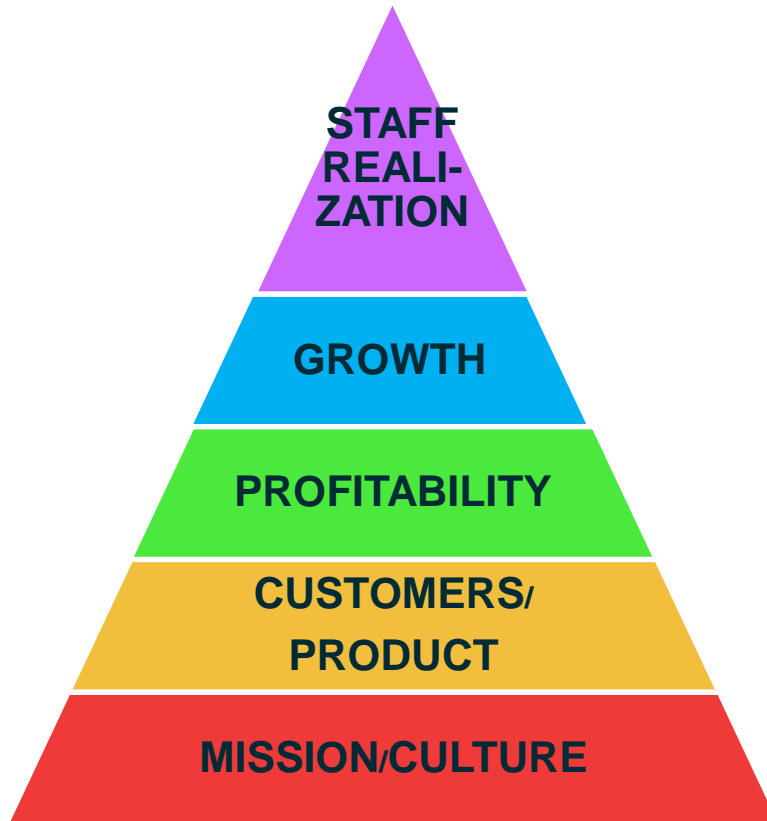 STAFF
REALI-
ZATION
GROWTH
PROFITABILITY
CUSTOMERS/
PRODUCT
MISSION/CULTURE